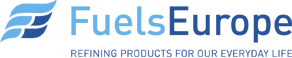 FuelsEurope
REFINING PRODUCTS FOR OUR EVERYDAY LIFE